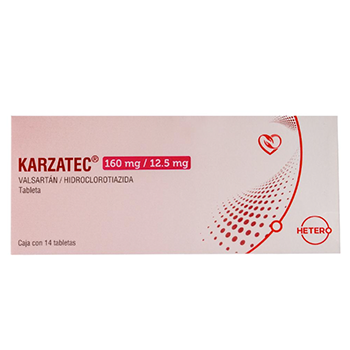 KARZATEC® 160 mg / 12.5 mg
VALSARTÁN / HIDROCLOROTIAZIDA
Tableta
Caja con 14 tabletas
HETERO